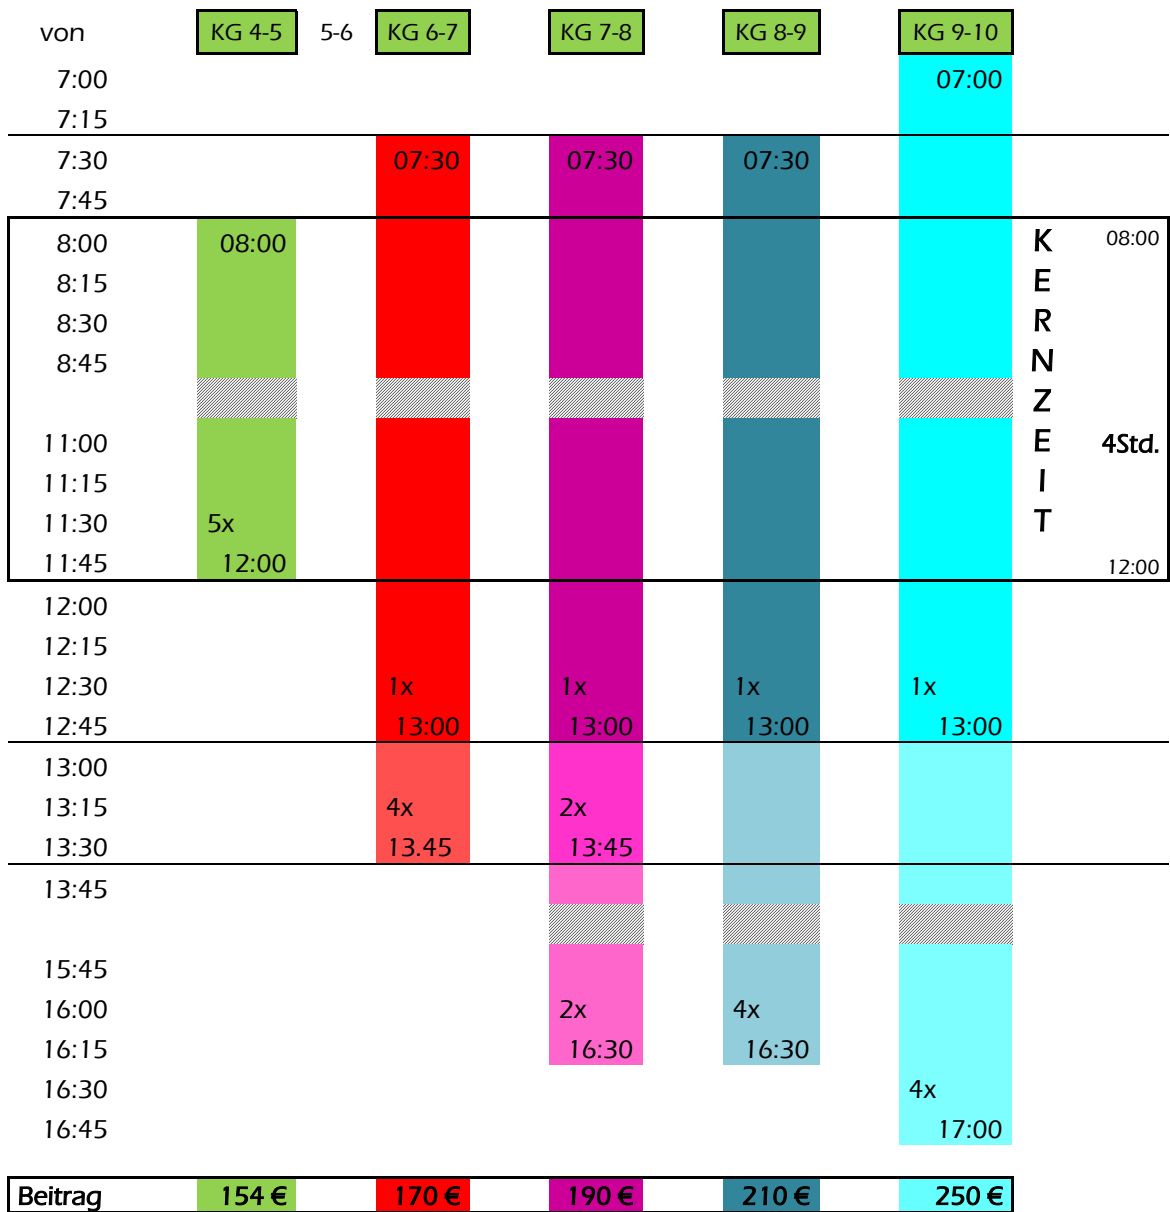 von KG 4-5 5-6 KG 6-7 KG 7-8 KG 8-9 KG 9-10
7:00 07:00
7:15
7:30 07:30 07:30 07:30
7:45
8:00 08:00 K 08:00
8:15 E
8:30 R
8:45 N
Z
11:00 E 4Std.
11:15 I
11:30 5x T
11:45 12:00 12:00
12:00
12:15
12:30 1x 1x 1x 1x
12:45 13:00 13:00 13:00 13:00
13:00
13:15 4x 2x
13:30 13.45 13:45
13:45
15:45
16:00 2x 4x
16:15 16:30 16:30
16:30 4x
16:45 17:00
Beitrag 154 € 170 € 190 € 210 € 250 €